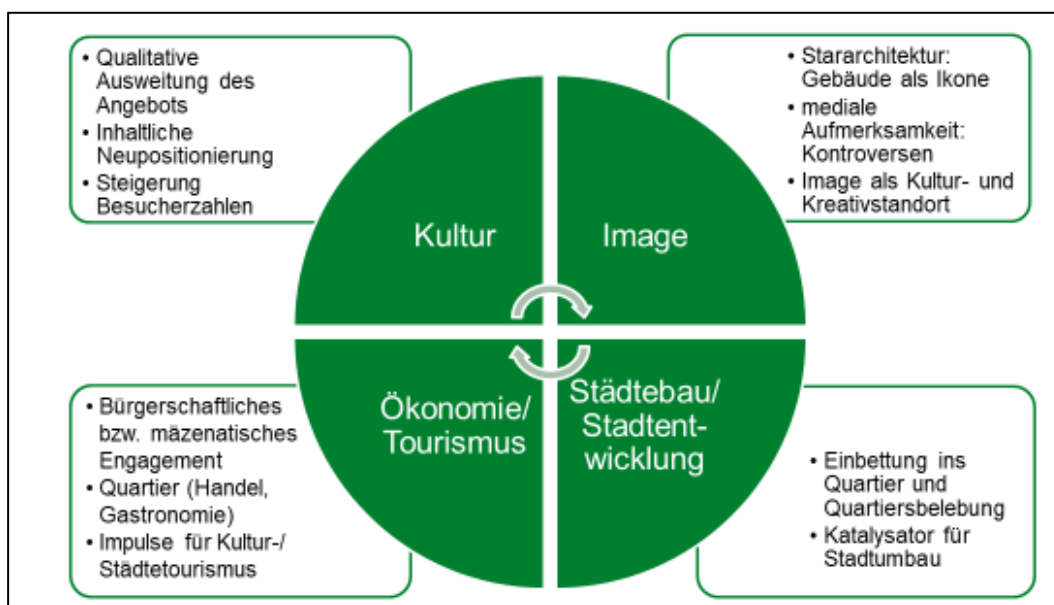 • Qualitative
Ausweitung des
Angebots
• Inhaltliche
Neupositionierung
• Steigerung
Besucherzahlen
• Stararchitektur:
Gebäude als Ikone
• mediale
Aufmerksamkeit:
Kontroversen
• Image als Kultur- und
Kreativstandort
Kultur
Image
Ökonomie/
Tourismus
Städtebau/
Stadtent-
wicklung
• Bürgerschaftliches
bzw. mäzenatisches
Engagement
• Quartier (Handel,
Gastronomie)
• Impulse für Kultur-/
Städtetourismus
• Einbettung ins
Quartier und
Quartiersbelebung
• Katalysator für
Stadtumbau